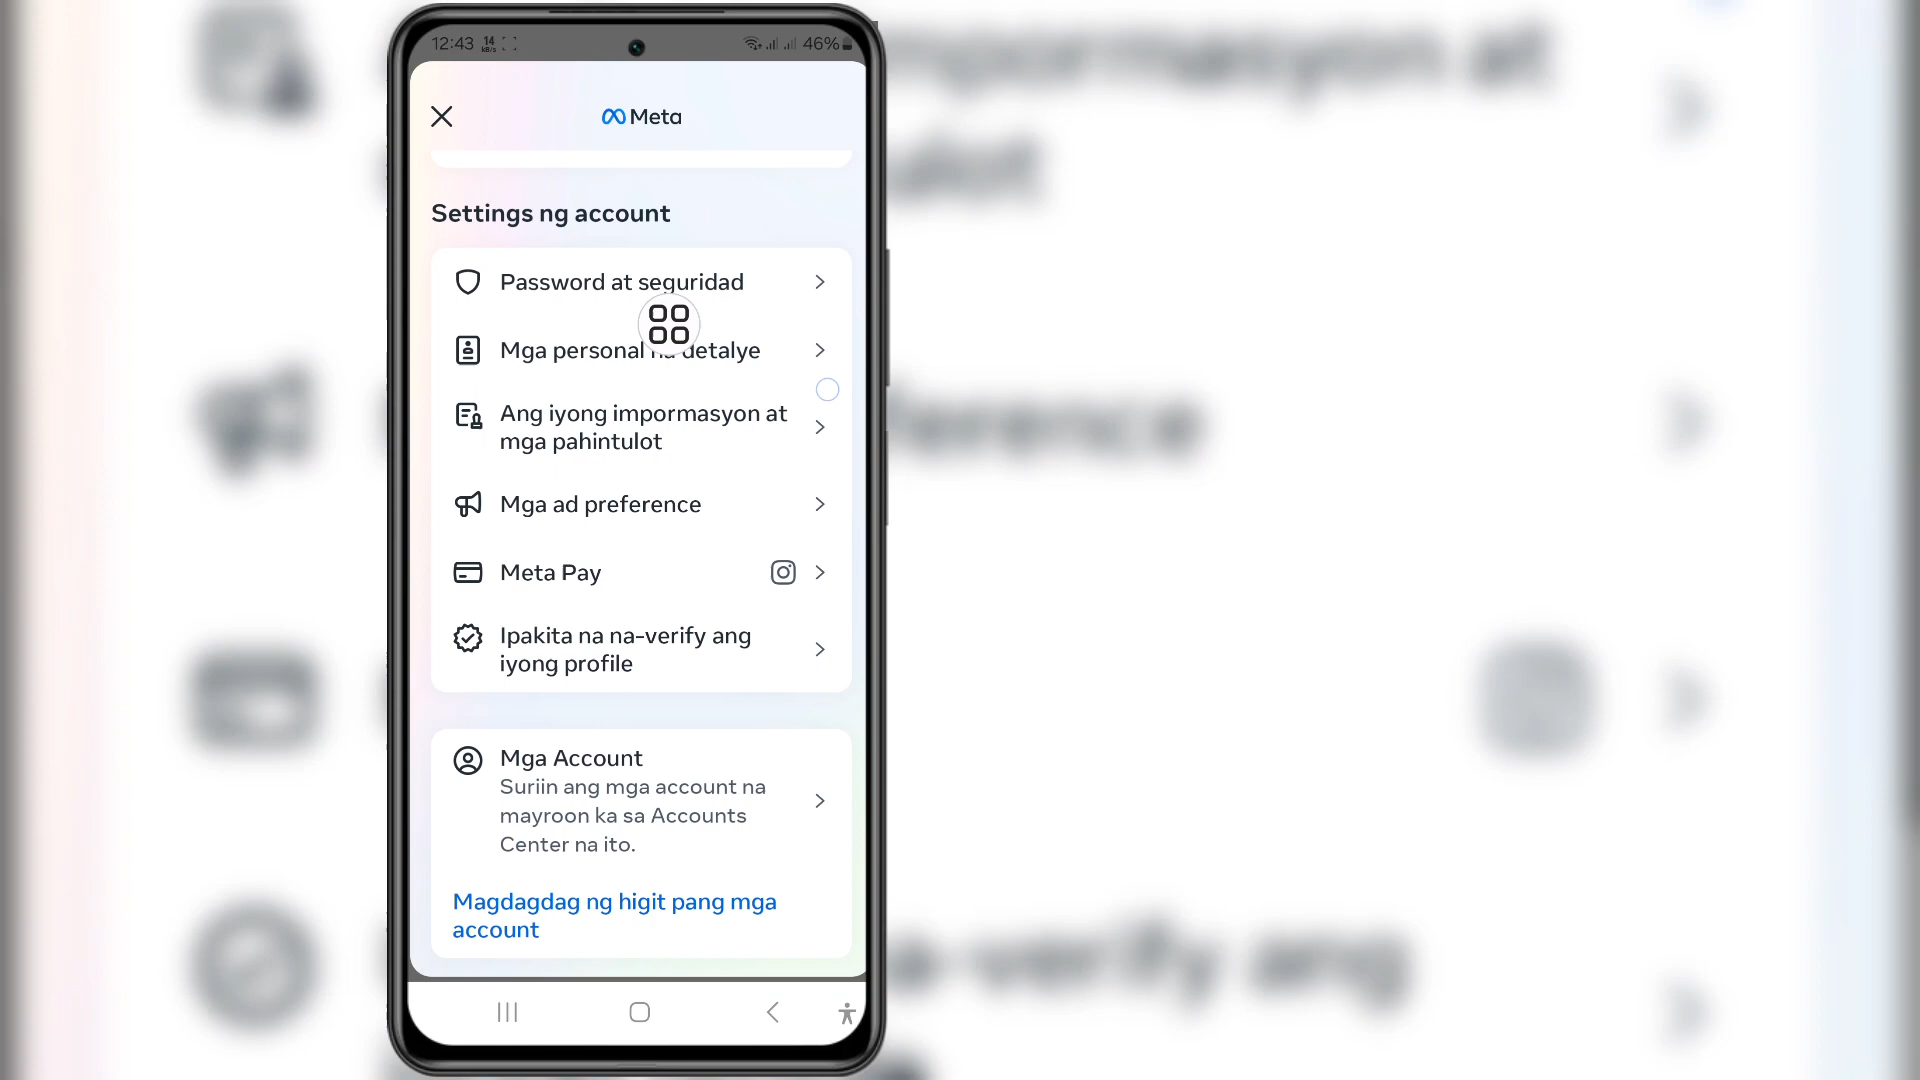 12:43 14 kB/s 46%
Meta
Settings ng account
Password at seguridad
Mga personal na detalye
Ang iyong impormasyon at
mga pahintulot
Mga ad preference
Meta Pay
Ipakita na na-verify ang
iyong profile
Mga Account
Suriin ang mga account na
mayroon ka sa Accounts
Center na ito.
Magdagdag ng higit pang mga
account